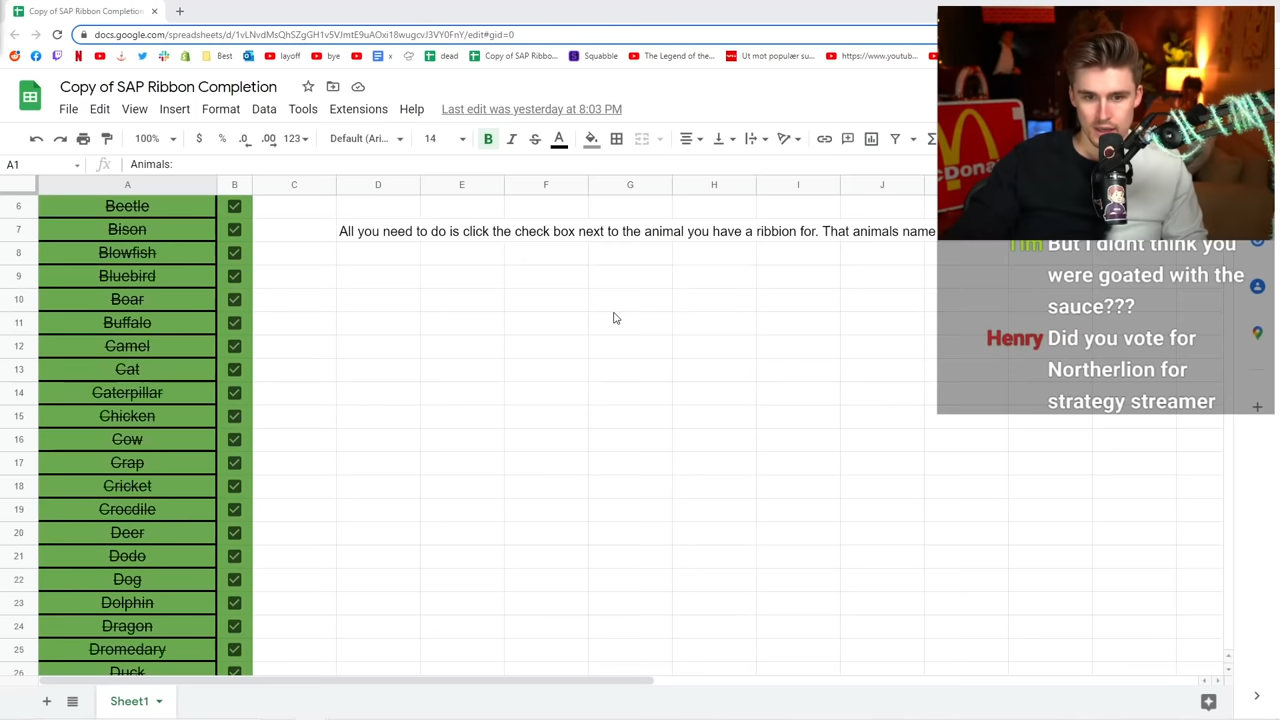 Copy of SAP Ribbon Completion
docs.google.com/spreadsheets/d/1vLNvdMsQhSZgGH1v5VJmtE9uAOxi18wugcvJ3VY0FnY/edit#gid=0
Best
layoff
bye
x
dead
Copy of SAP Ribbo...
Squabble
The Legend of the...
Ut mot populær su...
https://www.youtub...
Copy of SAP Ribbon Completion
File Edit View Insert Format Data Tools Extensions Help Last edit was yesterday at 8:03 PM
100% $ % .0 .00 123 Default (Ari... 14 B I S A
A1 fx Animals:
A B C D E F G H I J
6 Beetle
7 Bison All you need to do is click the check box next to the animal you have a ribbion for. That animals name
8 Blowfish
9 Bluebird
10 Boar
11 Buffalo
12 Camel
13 Cat
14 Caterpillar
15 Chicken
16 Cow
17 Crap
18 Cricket
19 Crocdile
20 Deer
21 Dodo
22 Dog
23 Dolphin
24 Dragon
25 Dromedary
26 Duck
Sheet1
McDona
Tim But I didnt think you
were goated with the
sauce???
Henry Did you vote for
Northerlion for
strategy streamer